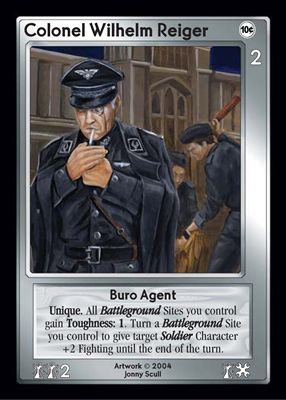 Colonel Wilhelm Reiger
10¢
2
Buro Agent
Unique. All Battleground Sites you control
gain Toughness: 1. Turn a Battleground Site
you control to give target Soldier Character
+2 Fighting until the end of the turn.
2
Artwork © 2004
Jonny Scull
1